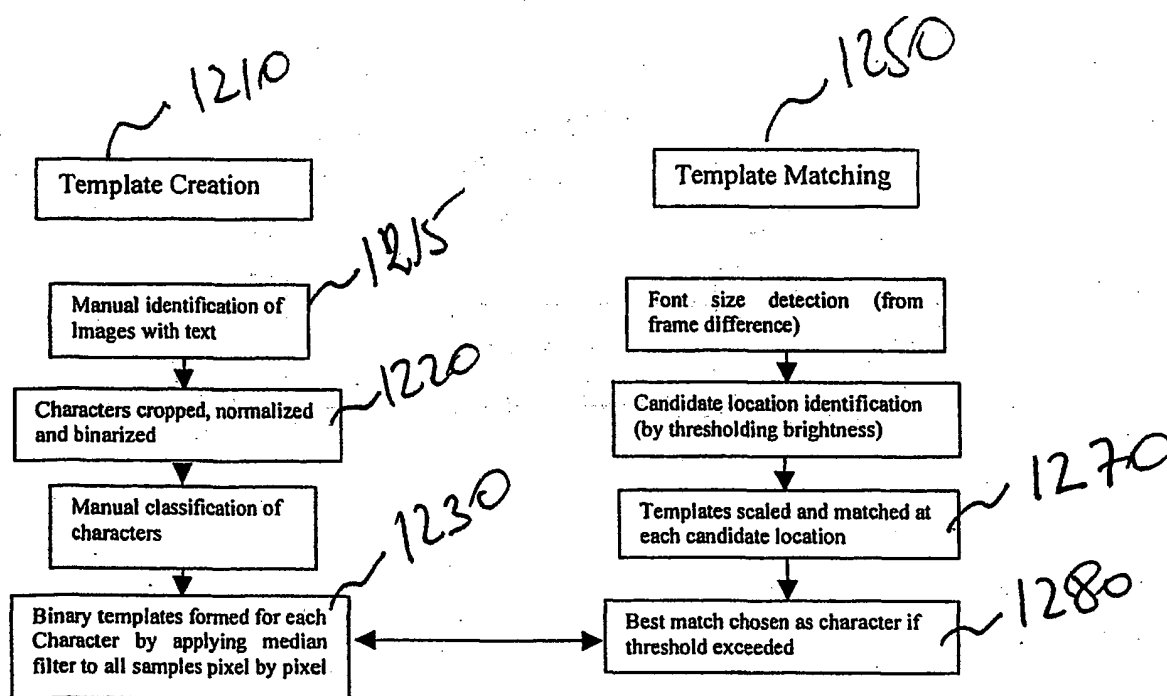 1210
Template Creation
1215
Manual identification of
Images with text
1220
Characters cropped, normalized
and binarized
Manual classification of
characters
1230
Binary templates formed for each
Character by applying median
filter to all samples pixel by pixel
1250
Template Matching
Font size detection (from
frame difference)
Candidate location identification
(by thresholding brightness)
1270
Templates scaled and matched at
each candidate location
1280
Best match chosen as character if
threshold exceeded